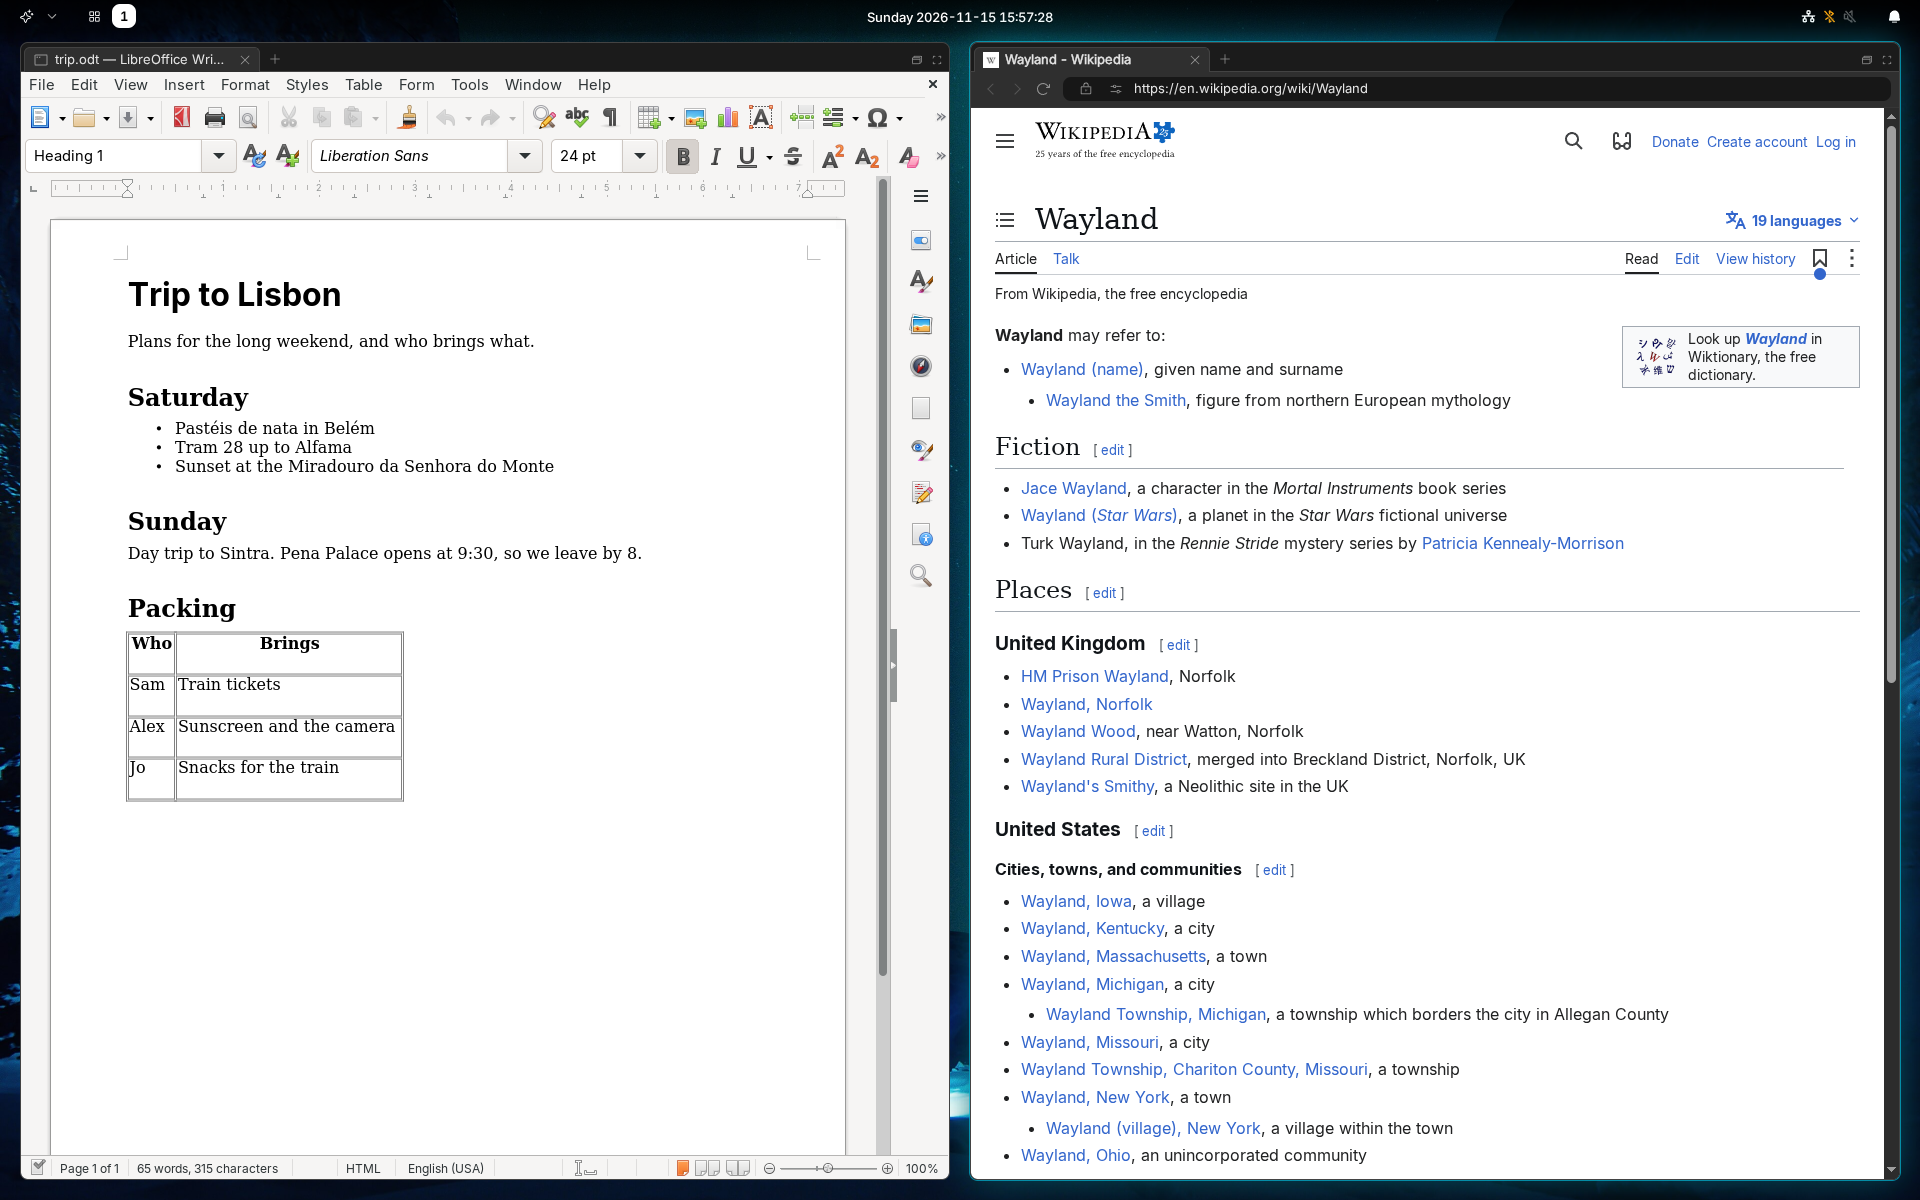 1
Sunday 2026-11-15 15:57:28
trip.odt — LibreOffice Wri...
File Edit View Insert Format Styles Table Form Tools Window Help
Heading 1
Liberation Sans
24 pt
1 2 3 4 5 6 7
Trip to Lisbon
Plans for the long weekend, and who brings what.
Saturday
• Pastéis de nata in Belém
• Tram 28 up to Alfama
• Sunset at the Miradouro da Senhora do Monte
Sunday
Day trip to Sintra. Pena Palace opens at 9:30, so we leave by 8.
Packing
Who Brings
Sam Train tickets
Alex Sunscreen and the camera
Jo Snacks for the train
Page 1 of 1 65 words, 315 characters HTML English (USA) 100%
Wayland - Wikipedia
https://en.wikipedia.org/wiki/Wayland
WIKIPEDIA 25
25 years of the free encyclopedia
Donate Create account Log in
Wayland
19 languages
Article Talk Read Edit View history
From Wikipedia, the free encyclopedia
Wayland may refer to:
Look up Wayland in
Wiktionary, the free
dictionary.
• Wayland (name), given name and surname
• Wayland the Smith, figure from northern European mythology
Fiction [ edit ]
• Jace Wayland, a character in the Mortal Instruments book series
• Wayland (Star Wars), a planet in the Star Wars fictional universe
• Turk Wayland, in the Rennie Stride mystery series by Patricia Kennealy-Morrison
Places [ edit ]
United Kingdom [ edit ]
• HM Prison Wayland, Norfolk
• Wayland, Norfolk
• Wayland Wood, near Watton, Norfolk
• Wayland Rural District, merged into Breckland District, Norfolk, UK
• Wayland's Smithy, a Neolithic site in the UK
United States [ edit ]
Cities, towns, and communities [ edit ]
• Wayland, Iowa, a village
• Wayland, Kentucky, a city
• Wayland, Massachusetts, a town
• Wayland, Michigan, a city
• Wayland Township, Michigan, a township which borders the city in Allegan County
• Wayland, Missouri, a city
• Wayland Township, Chariton County, Missouri, a township
• Wayland, New York, a town
• Wayland (village), New York, a village within the town
• Wayland, Ohio, an unincorporated community